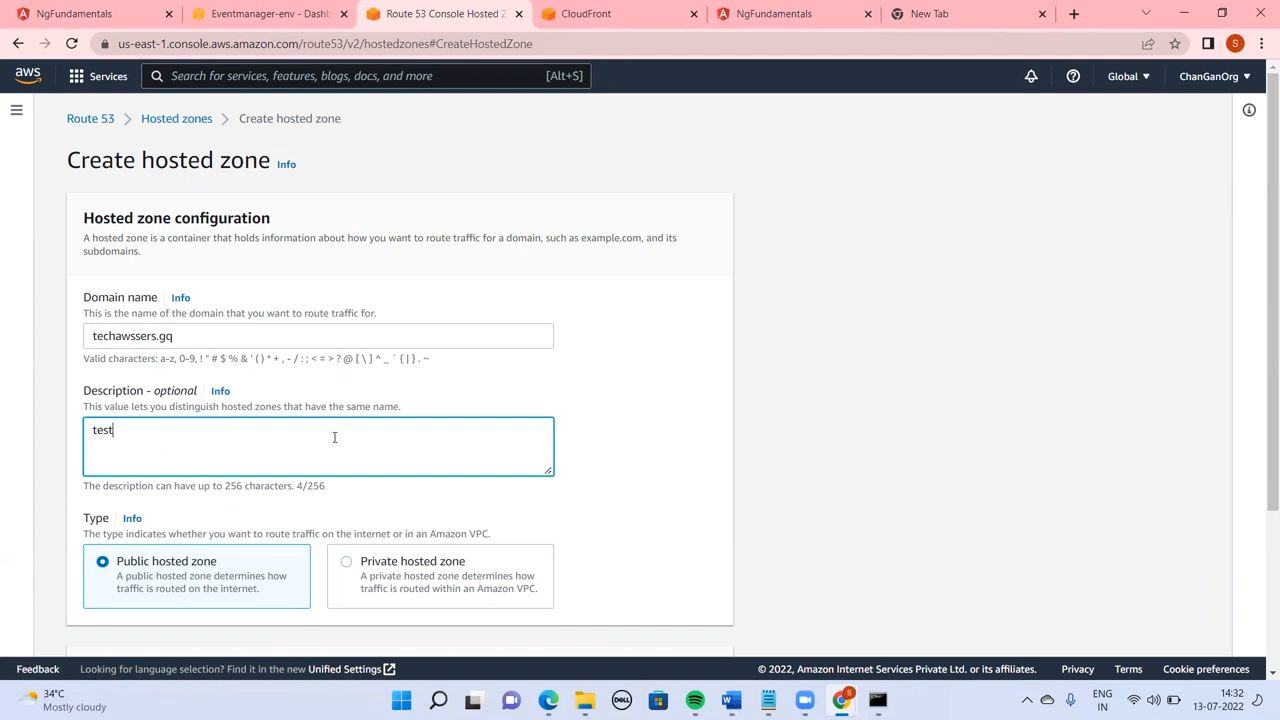 NgFundamentals
Eventmanager-env - Dashb
Route 53 Console Hosted Z
CloudFront
NgFundamentals
New Tab
us-east-1.console.aws.amazon.com/route53/v2/hostedzones#CreateHostedZone
S
aws
Services
Search for services, features, blogs, docs, and more
[Alt+S]
Global
ChanGanOrg
Route 53
Hosted zones
Create hosted zone
Create hosted zone Info
Hosted zone configuration
A hosted zone is a container that holds information about how you want to route traffic for a domain, such as example.com, and its
subdomains.
Domain name Info
This is the name of the domain that you want to route traffic for.
techawssers.gq
Valid characters: a-z, 0-9, ! " # $ % & ' ( ) * + , - / : ; < = > ? @ [ \ ] ^ _ ` { | } . ~
Description - optional Info
This value lets you distinguish hosted zones that have the same name.
test
The description can have up to 256 characters. 4/256
Type Info
The type indicates whether you want to route traffic on the internet or in an Amazon VPC.
Public hosted zone
A public hosted zone determines how
traffic is routed on the internet.
Private hosted zone
A private hosted zone determines how
traffic is routed within an Amazon VPC.
Feedback
Looking for language selection? Find it in the new Unified Settings
© 2022, Amazon Internet Services Private Ltd. or its affiliates.
Privacy
Terms
Cookie preferences
34°C
Mostly cloudy
DELL
W
S
ENG
IN
14:32
13-07-2022